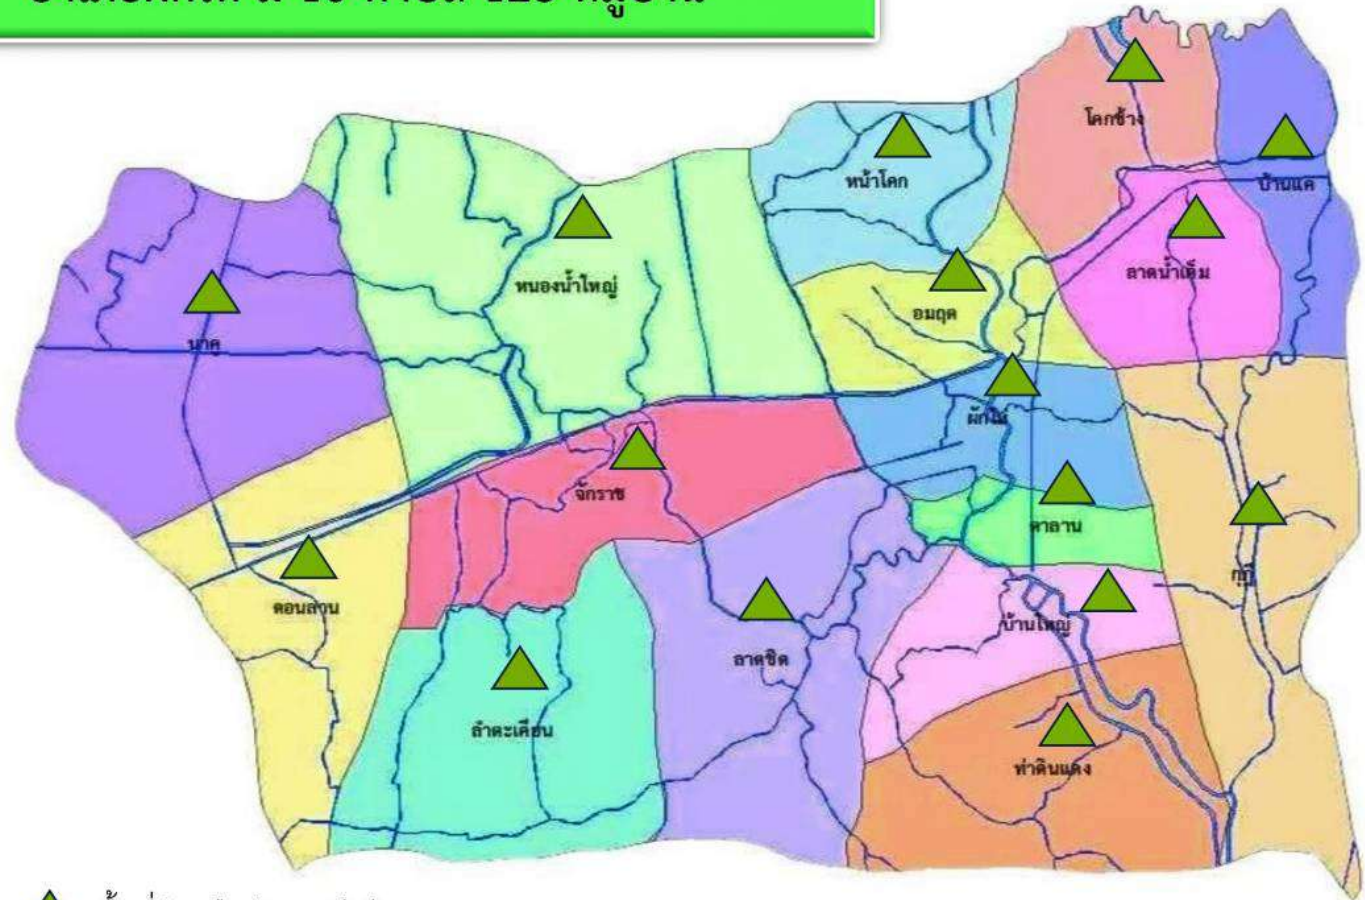 โคกช้าง
หน้าโคก
บ้านแค
ลาดน้ำเค็ม
หนองน้ำใหญ่
อมฤต
นาคู
ผักไห่
จักราช
ตาลาน
กุฎี
ดอนลาน
บ้านใหญ่
ลาดชิด
ลำตะเคียน
ท่าดินแดง